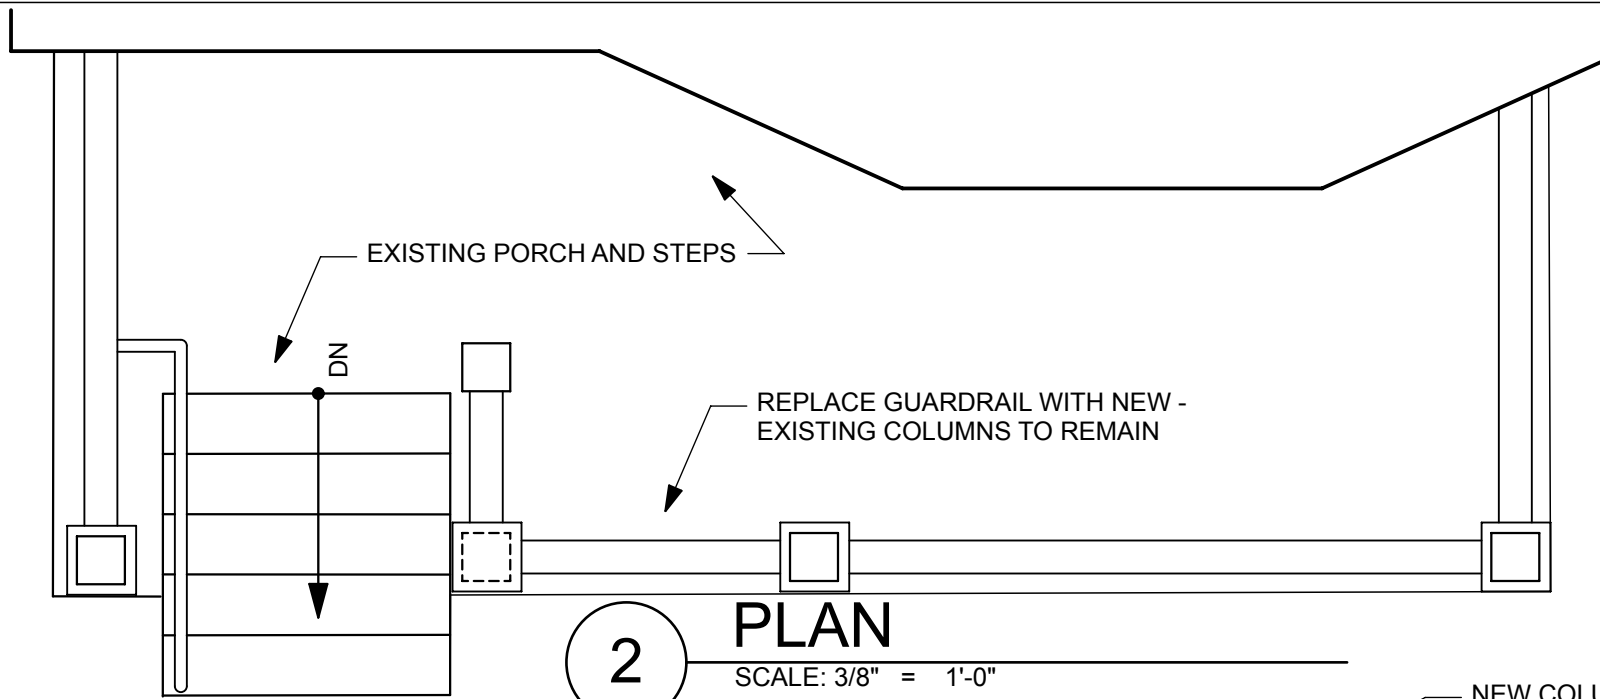 EXISTING PORCH AND STEPS
DN
REPLACE GUARDRAIL WITH NEW -
EXISTING COLUMNS TO REMAIN
2
PLAN
SCALE: 3/8" = 1'-0"
NEW